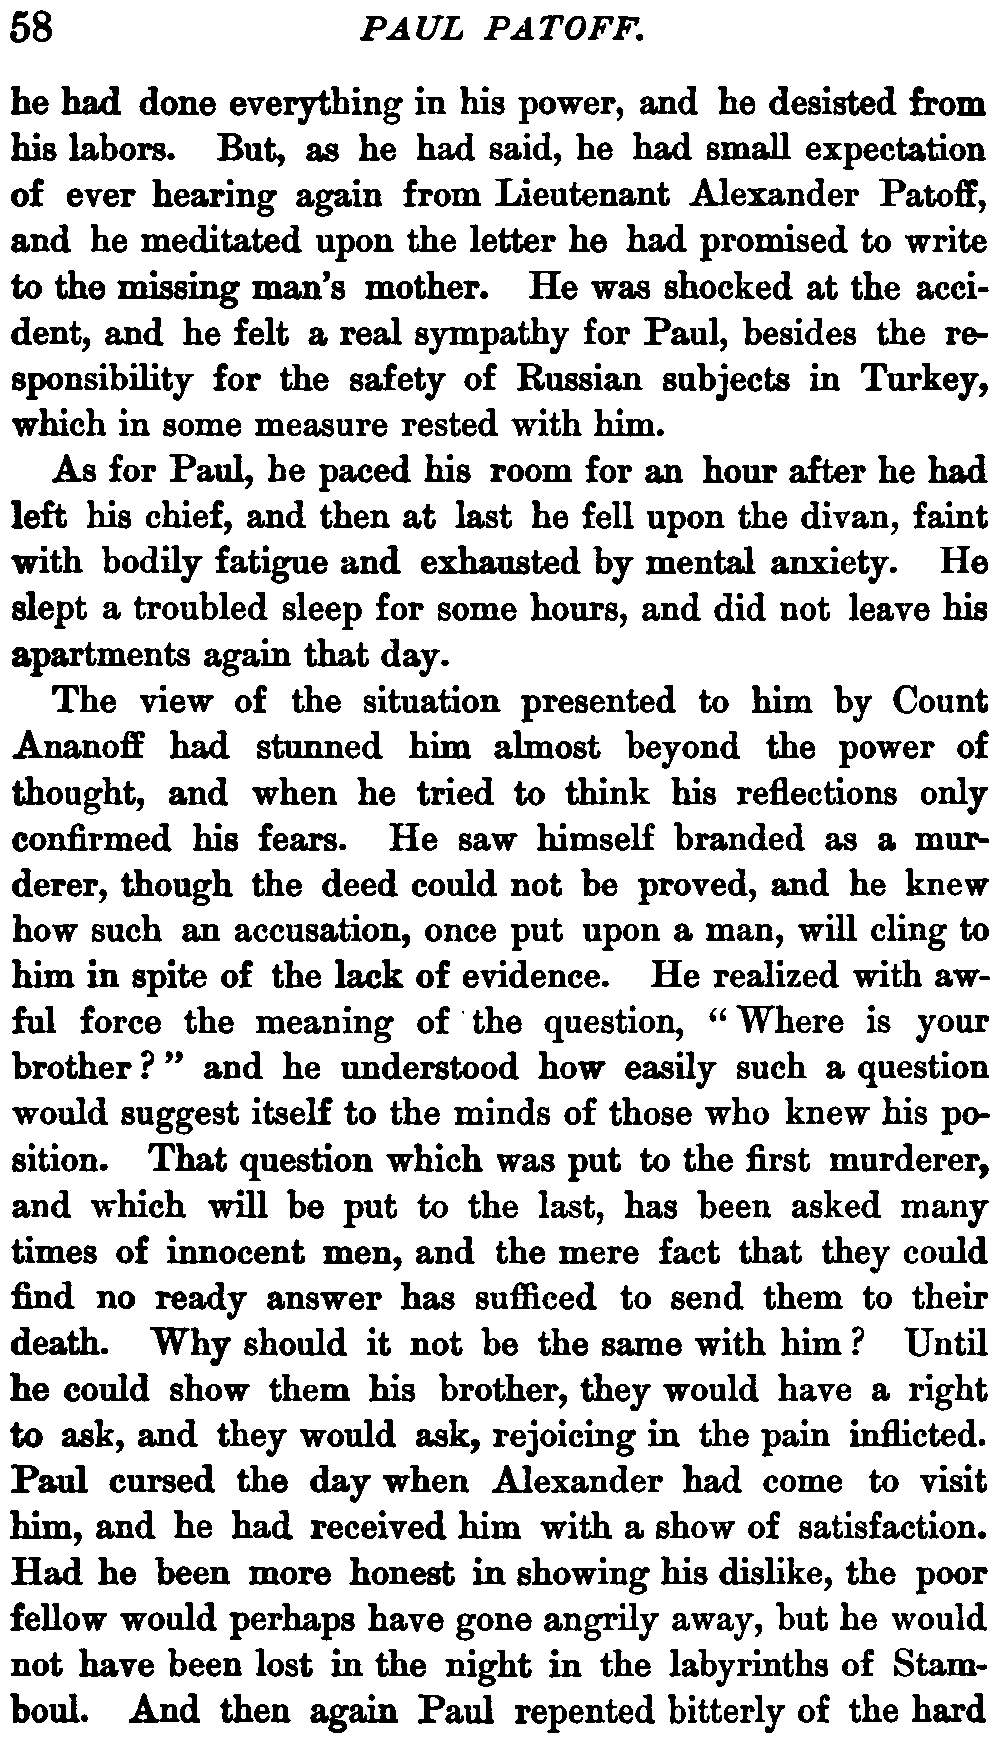 58 PAUL PATOFF.
he had done everything in his power, and he desisted from
his labors. But, as he had said, he had small expectation
of ever hearing again from Lieutenant Alexander Patoff,
and he meditated upon the letter he had promised to write
to the missing man's mother. He was shocked at the acci-
dent, and he felt a real sympathy for Paul, besides the re-
sponsibility for the safety of Russian subjects in Turkey,
which in some measure rested with him.
As for Paul, he paced his room for an hour after he had
left his chief, and then at last he fell upon the divan, faint
with bodily fatigue and exhausted by mental anxiety. He
slept a troubled sleep for some hours, and did not leave his
apartments again that day.
The view of the situation presented to him by Count
Ananoff had stunned him almost beyond the power of
thought, and when he tried to think his reflections only
confirmed his fears. He saw himself branded as a mur-
derer, though the deed could not be proved, and he knew
how such an accusation, once put upon a man, will cling to
him in spite of the lack of evidence. He realized with aw-
ful force the meaning of the question, “Where is your
brother?” and he understood how easily such a question
would suggest itself to the minds of those who knew his po-
sition. That question which was put to the first murderer,
and which will be put to the last, has been asked many
times of innocent men, and the mere fact that they could
find no ready answer has sufficed to send them to their
death. Why should it not be the same with him? Until
he could show them his brother, they would have a right
to ask, and they would ask, rejoicing in the pain inflicted.
Paul cursed the day when Alexander had come to visit
him, and he had received him with a show of satisfaction.
Had he been more honest in showing his dislike, the poor
fellow would perhaps have gone angrily away, but he would
not have been lost in the night in the labyrinths of Stam-
boul. And then again Paul repented bitterly of the hard